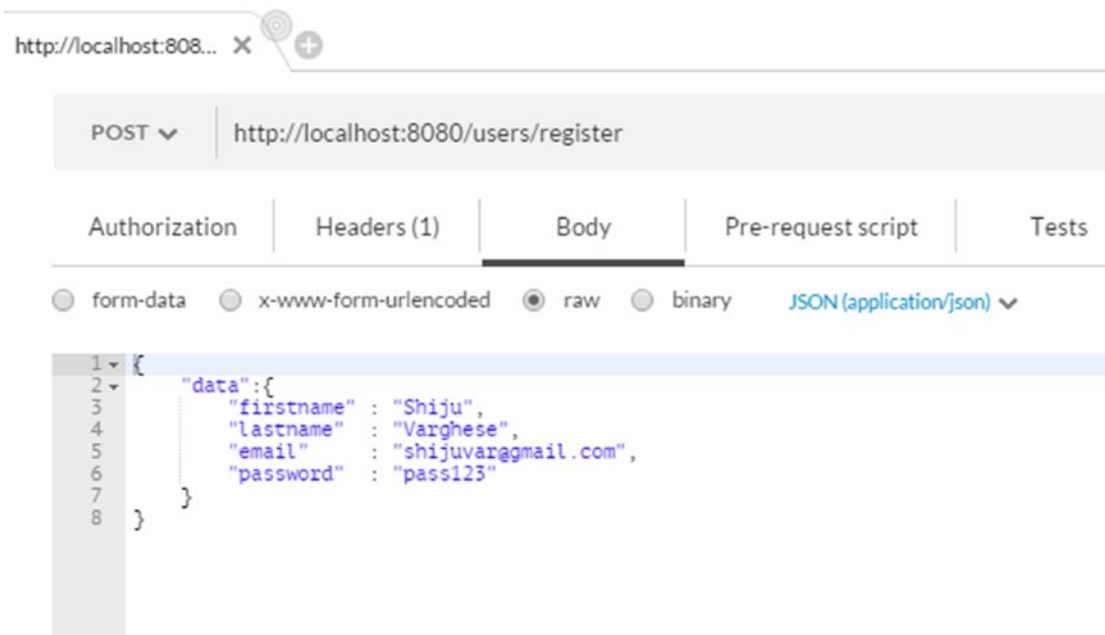 http://localhost:808...
POST http://localhost:8080/users/register
Authorization Headers (1) Body Pre-request script Tests
form-data x-www-form-urlencoded raw binary JSON (application/json)
1 {
2 "data":{
3 "firstname" : "Shiju",
4 "lastname" : "Varghese",
5 "email" : "shijuvar@gmail.com",
6 "password" : "pass123"
7 }
8 }